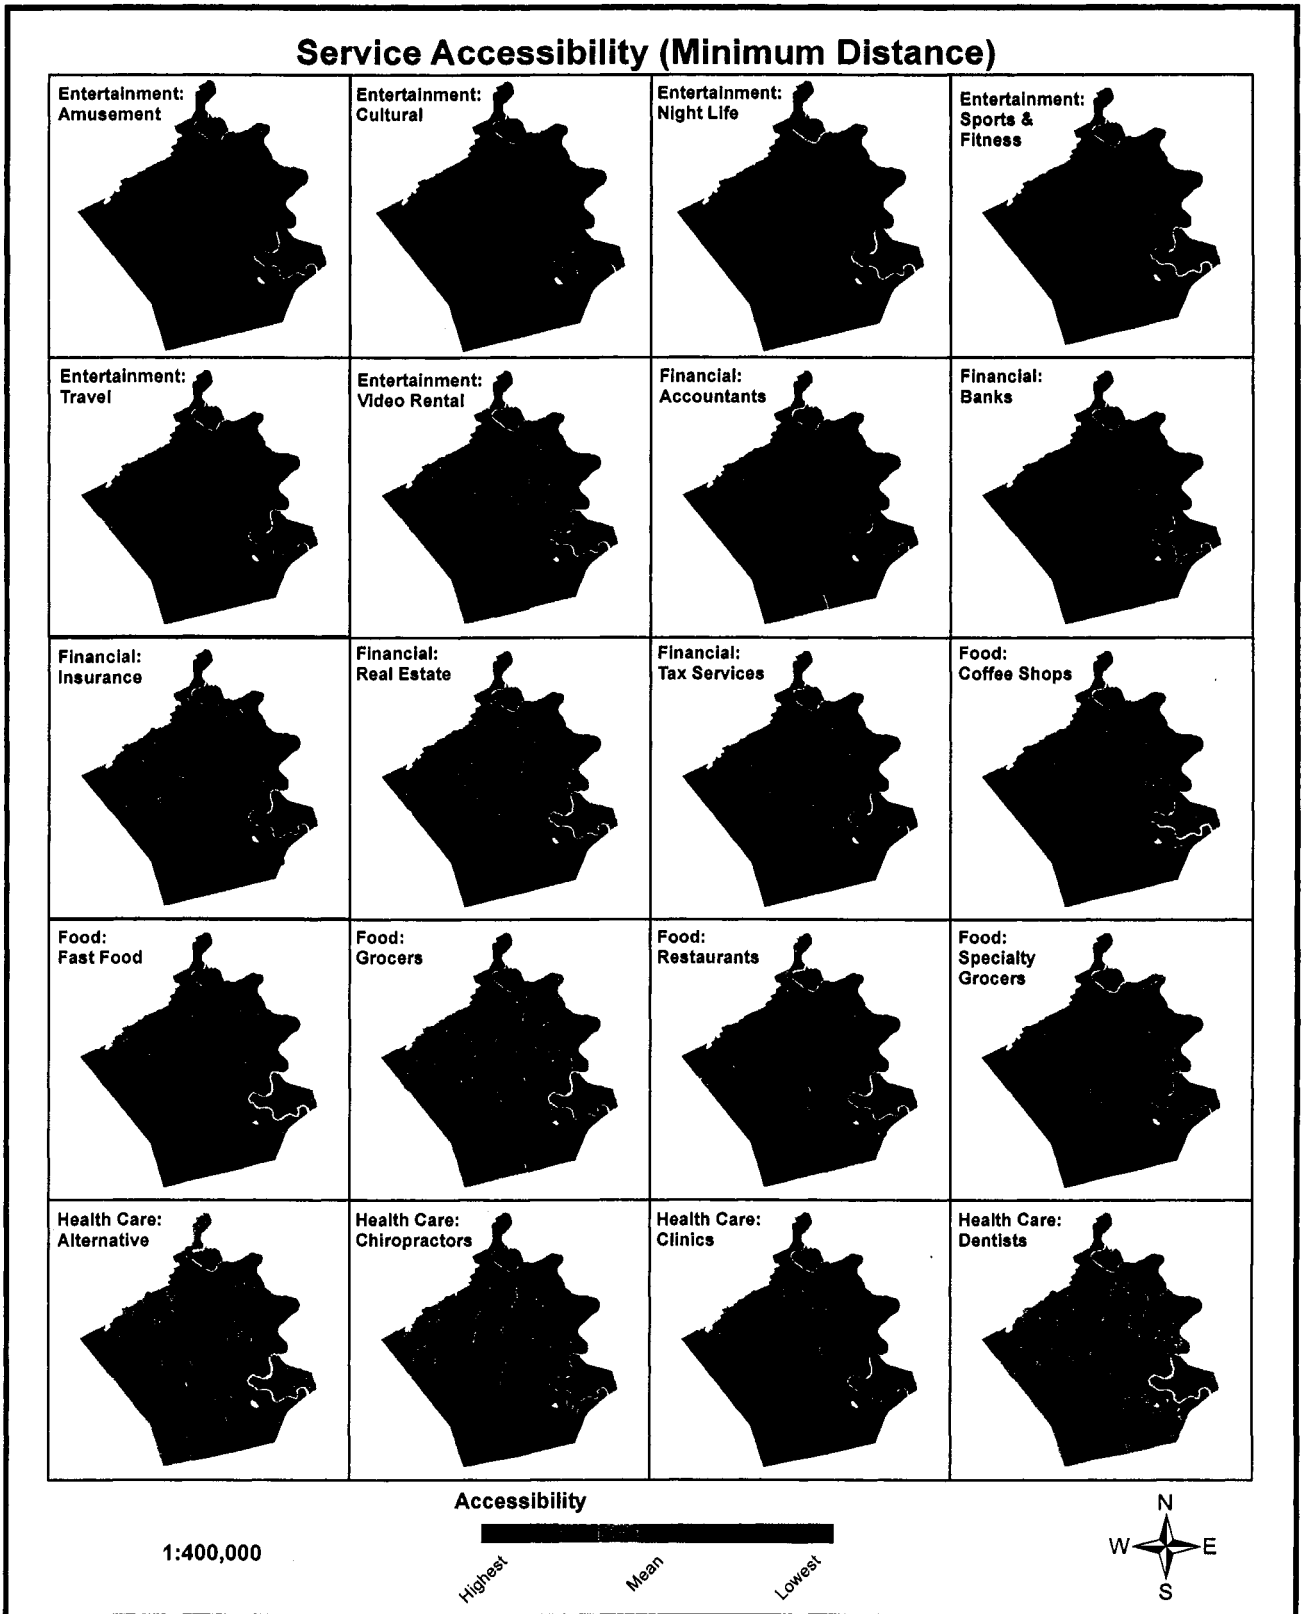 Service Accessibility (Minimum Distance)
Entertainment:
Amusement
Entertainment:
Cultural
Entertainment:
Night Life
Entertainment:
Sports &
Fitness
Entertainment:
Travel
Entertainment:
Video Rental
Financial:
Accountants
Financial:
Banks
Financial:
Insurance
Financial:
Real Estate
Financial:
Tax Services
Food:
Coffee Shops
Food:
Fast Food
Food:
Grocers
Food:
Restaurants
Food:
Specialty
Grocers
Health Care:
Alternative
Health Care:
Chiropractors
Health Care:
Clinics
Health Care:
Dentists
Accessibility
Highest
Mean
Lowest
1:400,000
N
W
E
S